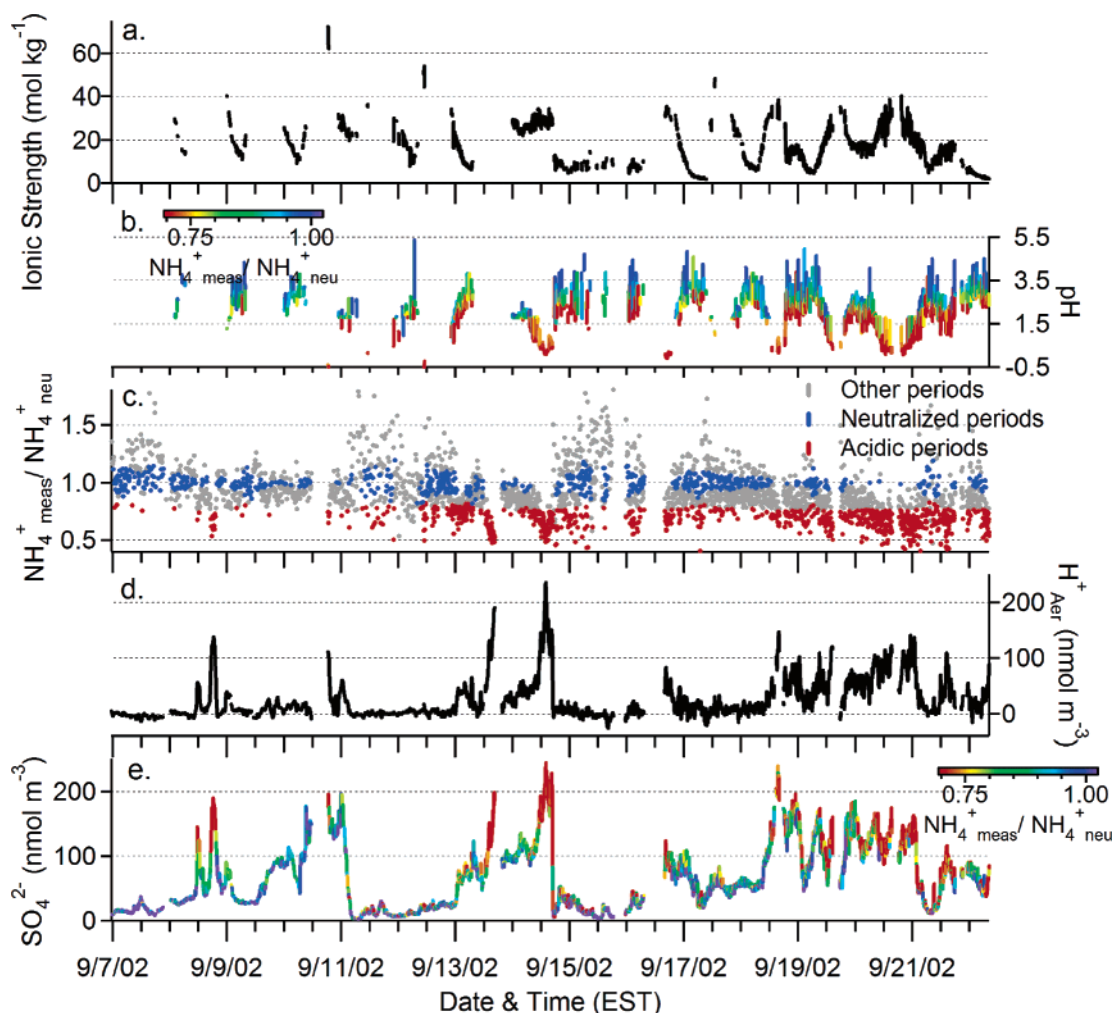 a.
Ionic Strength (mol kg⁻¹)
60
40
20
0
b.
0.75 1.00
NH₄⁺ meas/ NH₄⁺ neu
5.5
3.5
1.5
-0.5
pH
c.
NH₄⁺ meas/ NH₄⁺ neu
1.5
1.0
0.5
Other periods
Neutralized periods
Acidic periods
d.
H⁺Aer (nmol m⁻³)
200
100
0
e.
SO₄²⁻ (nmol m⁻³)
200
100
0
0.75 1.00
NH₄⁺ meas/ NH₄⁺ neu
9/7/02 9/9/02 9/11/02 9/13/02 9/15/02 9/17/02 9/19/02 9/21/02
Date & Time (EST)